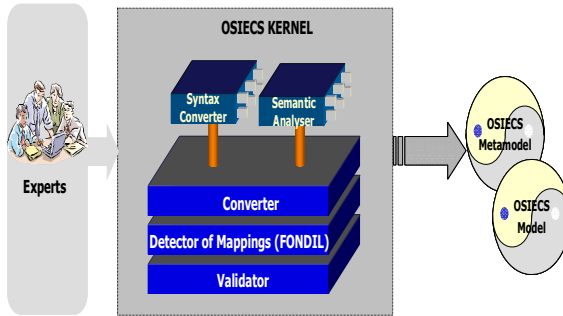 OSIECS KERNEL
Syntax
Converter
Semantic
Analyser
Experts
Converter
Detector of Mappings (FONDIL)
Validator
OSIECS
Metamodel
OSIECS
Model